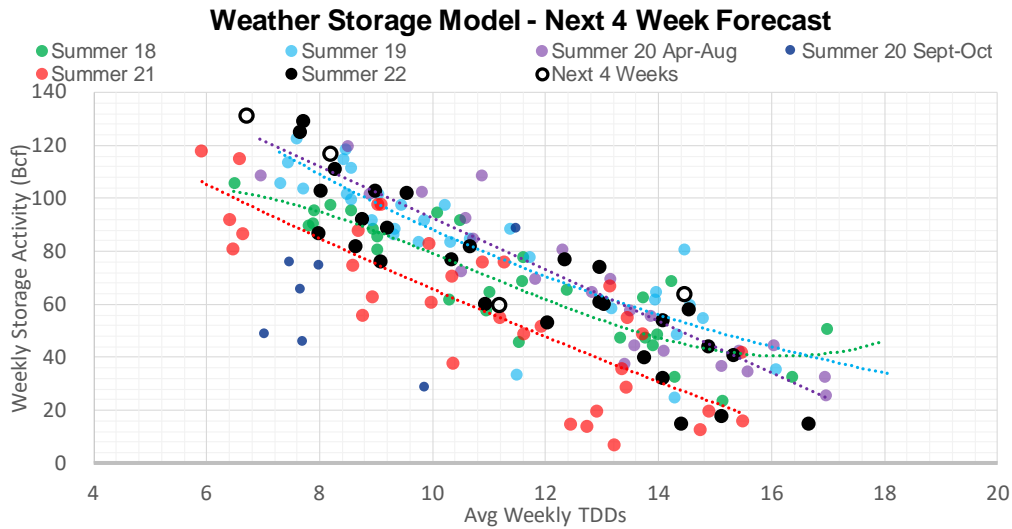 Weather Storage Model - Next 4 Week Forecast
Summer 18 Summer 19 Summer 20 Apr-Aug Summer 20 Sept-Oct
Summer 21 Summer 22 Next 4 Weeks
Weekly Storage Activity (Bcf)
140
120
100
80
60
40
20
0
4 6 8 10 12 14 16 18 20
Avg Weekly TDDs